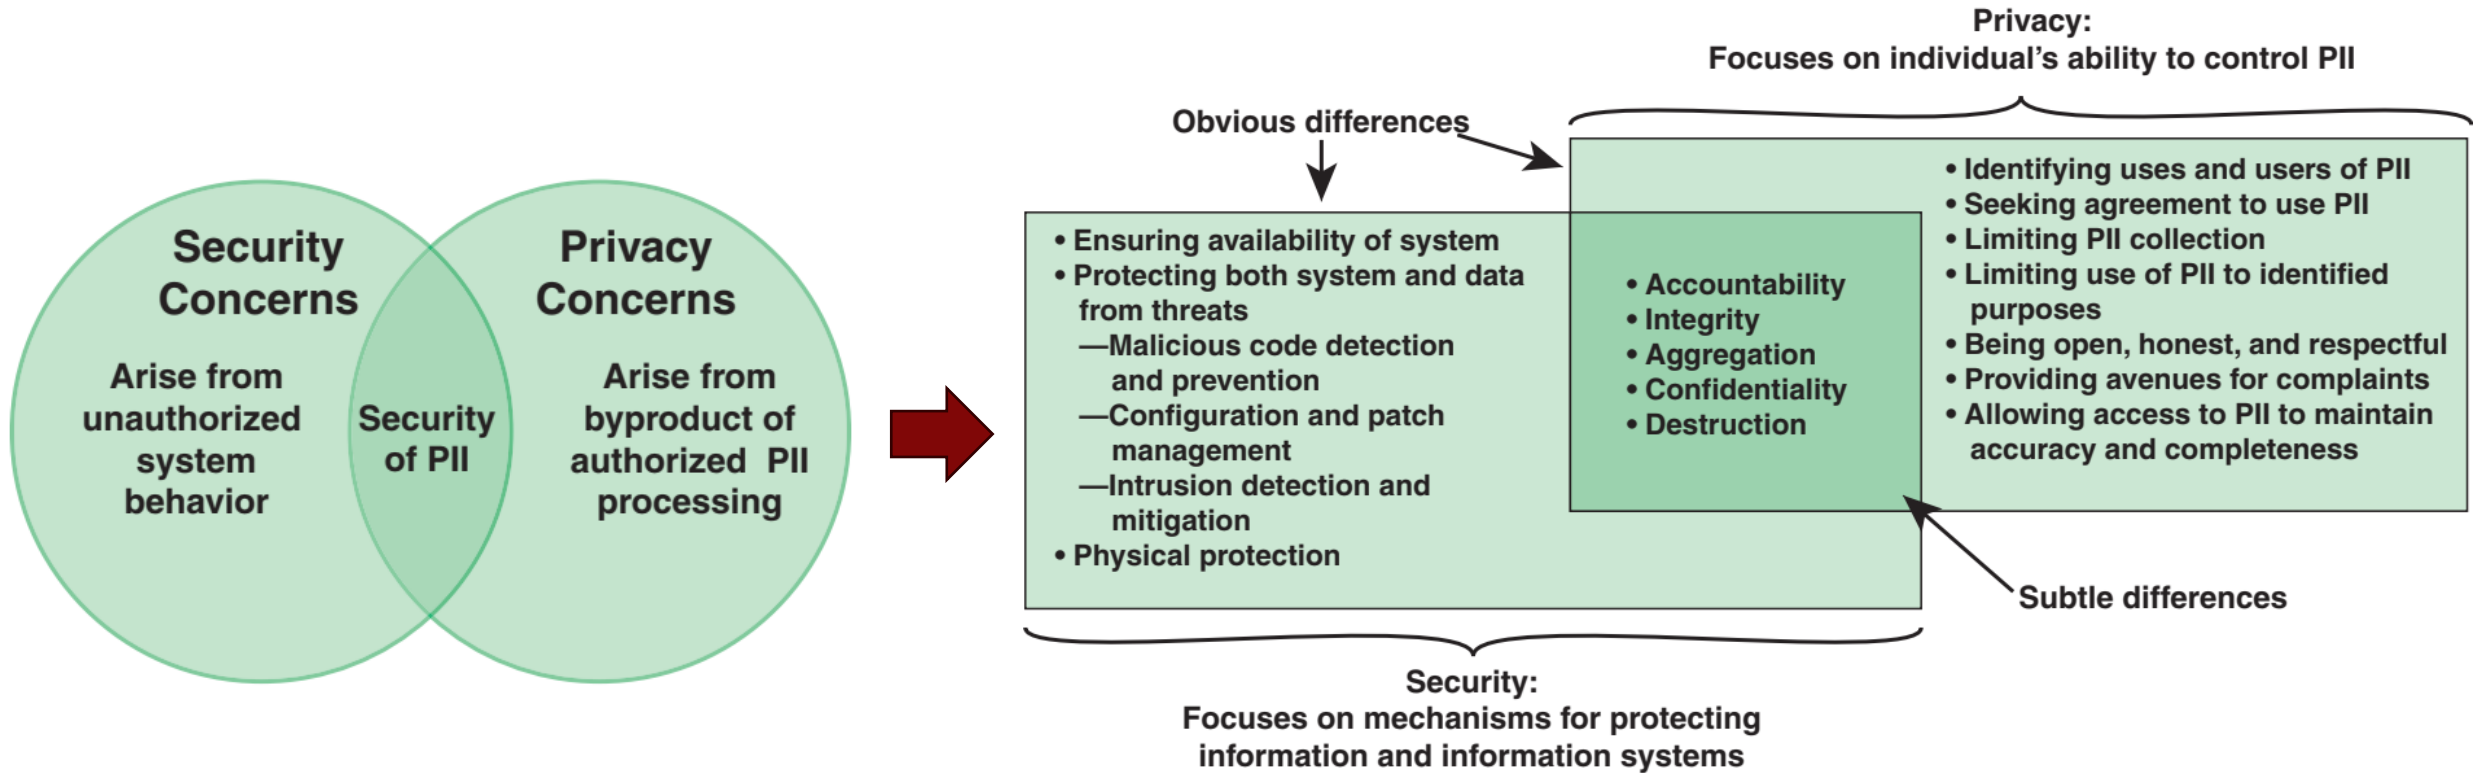 Security
Concerns
Arise from
unauthorized
system
behavior
Security
of PII
Privacy
Concerns
Arise from
byproduct of
authorized PII
processing
Privacy:
Focuses on individual’s ability to control PII
Obvious differences
• Ensuring availability of system
• Protecting both system and data
from threats
—Malicious code detection
and prevention
—Configuration and patch
management
—Intrusion detection and
mitigation
• Physical protection
• Accountability
• Integrity
• Aggregation
• Confidentiality
• Destruction
• Identifying uses and users of PII
• Seeking agreement to use PII
• Limiting PII collection
• Limiting use of PII to identified
purposes
• Being open, honest, and respectful
• Providing avenues for complaints
• Allowing access to PII to maintain
accuracy and completeness
Subtle differences
Security:
Focuses on mechanisms for protecting
information and information systems